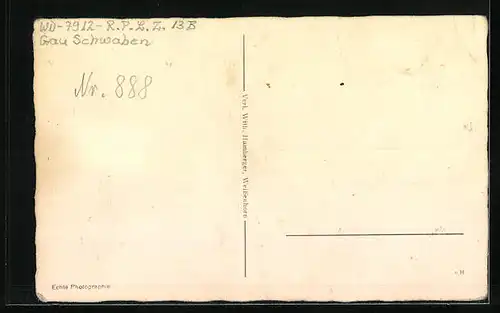 WD-7912-R.P.L.Z. 13B
Gau Schwaben
Nr. 888
Verl. Wilh. Hamberger, Weißenhorn
Echte Photographie